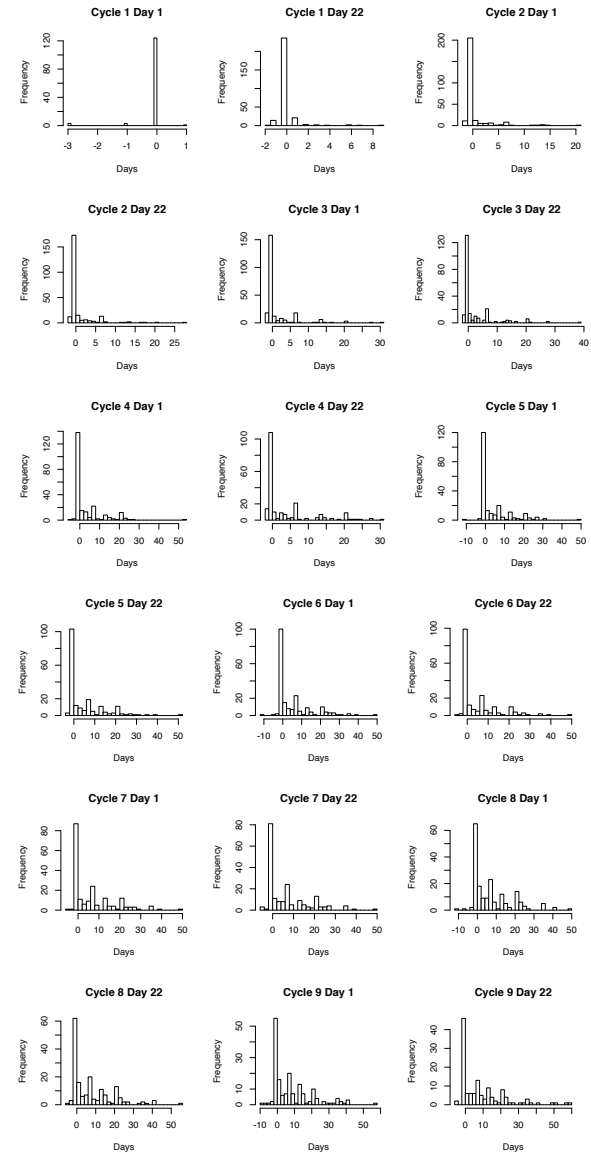 Cycle 1 Day 1
Cycle 1 Day 22
Cycle 2 Day 1
Frequency
0 40 80 120
-3 -2 -1 0 1
Days
Frequency
0 50 150
-2 0 2 4 6 8
Days
Frequency
0 50 100 200
0 5 10 15 20
Days
Cycle 2 Day 22
Cycle 3 Day 1
Cycle 3 Day 22
Frequency
0 50 100 150
0 5 10 15 20 25
Days
Frequency
0 50 100 150
0 10 20 30
Days
Frequency
0 40 80 120
0 10 20 30 40
Days
Cycle 4 Day 1
Cycle 4 Day 22
Cycle 5 Day 1
Frequency
0 40 80 120
0 10 20 30 40 50
Days
Frequency
0 20 40 60 80 100
0 5 10 20 30
Days
Frequency
0 40 80 120
-10 0 10 20 30 40 50
Days
Cycle 5 Day 22
Cycle 6 Day 1
Cycle 6 Day 22
Frequency
0 20 60 100
0 10 20 30 40 50
Days
Frequency
0 20 60 100
-10 0 10 20 30 40 50
Days
Frequency
0 20 60 100
0 10 20 30 40 50
Days
Cycle 7 Day 1
Cycle 7 Day 22
Cycle 8 Day 1
Frequency
0 20 40 60 80
0 10 20 30 40 50
Days
Frequency
0 20 40 60 80
0 10 20 30 40 50
Days
Frequency
0 20 40 60
-10 0 10 20 30 40 50
Days
Cycle 8 Day 22
Cycle 9 Day 1
Cycle 9 Day 22
Frequency
0 20 40 60
0 10 20 30 40 50
Days
Frequency
0 10 30 50
-10 0 10 30 50
Days
Frequency
0 10 20 30 40
0 10 30 50
Days